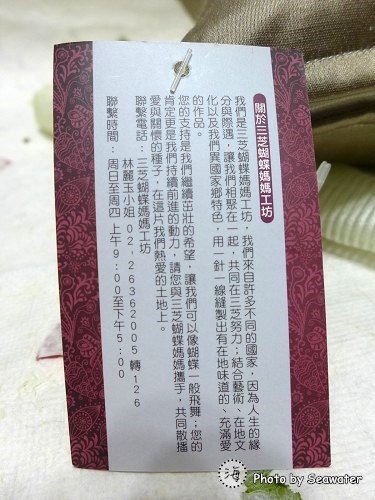 關於三芝蝴蝶媽媽工坊
我們是三芝蝴蝶媽媽工坊，我們來自許多不同的國家，因為人生的緣
分與際遇，讓我們相聚在一起，共同在三芝努力；結合藝術、在地文
化以及我們異國家鄉特色，用一針一線縫製出有在地味道的、充滿愛
的作品。
您的支持是我們繼續茁壯的希望，讓我們可以像蝴蝶一般飛舞；您的
肯定更是我們持續前進的動力，請您與三芝蝴蝶媽媽攜手，共同散播
愛與關懷的種子，在這片我們熱愛的土地上。
聯繫電話：三芝蝴蝶媽媽工坊
林麗玉小姐 02，26362005轉126
聯繫時間：周日至周四上午9：00至下午5：00
海
Photo by Seawater